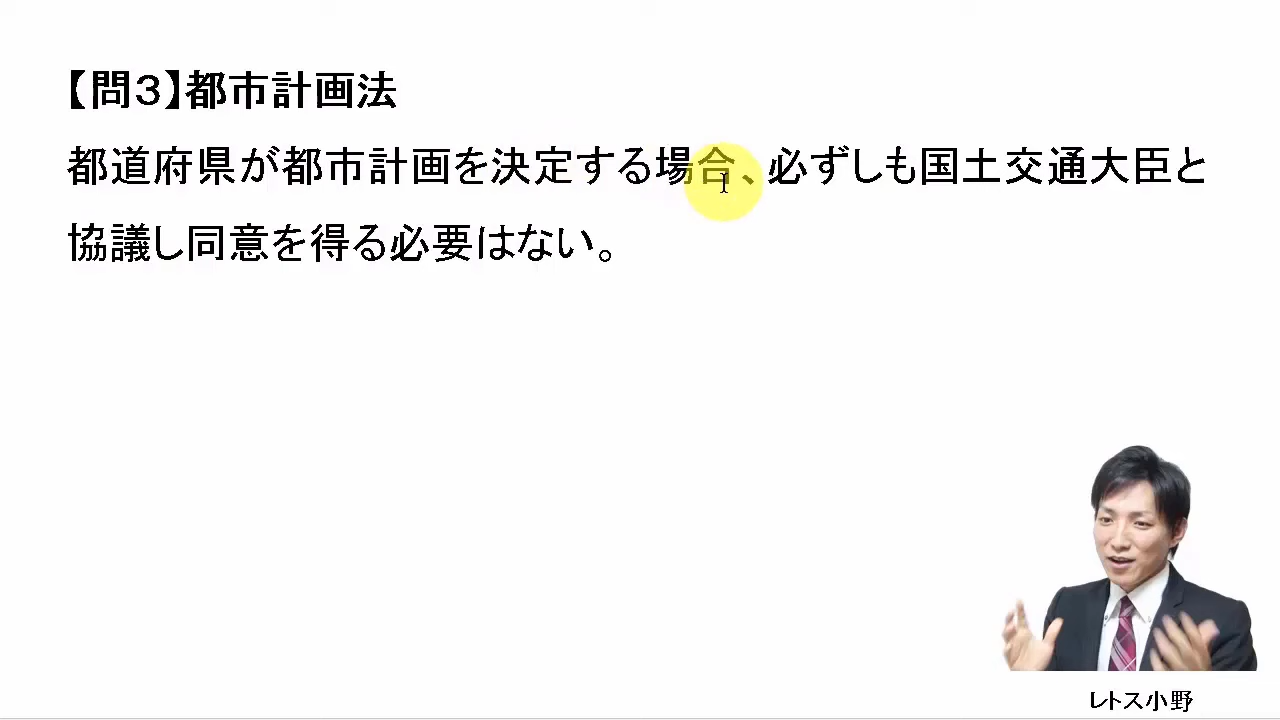 【問３】都市計画法
都道府県が都市計画を決定する場合、必ずしも国土交通大臣と
協議し同意を得る必要はない。
レトス小野